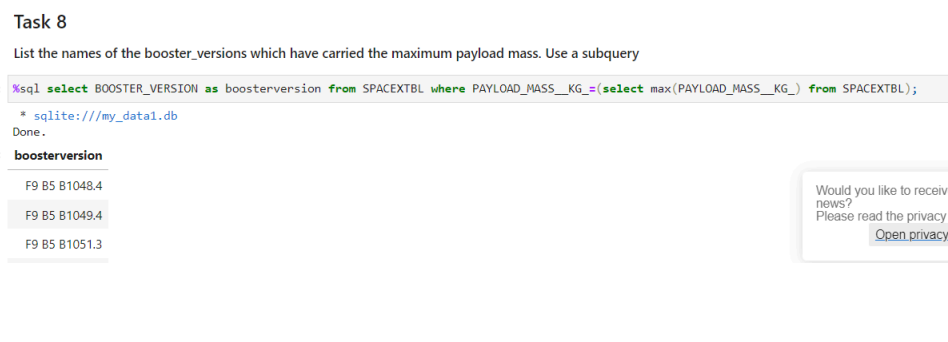 Task 8
List the names of the booster_versions which have carried the maximum payload mass. Use a subquery
%sql select BOOSTER_VERSION as boosterversion from SPACEXTBL where PAYLOAD_MASS__KG_=(select max(PAYLOAD_MASS__KG_) from SPACEXTBL);
* sqlite:///my_data1.db
Done.
boosterversion
F9 B5 B1048.4
F9 B5 B1049.4
F9 B5 B1051.3
Would you like to receiv
news?
Please read the privacy
Open privacy